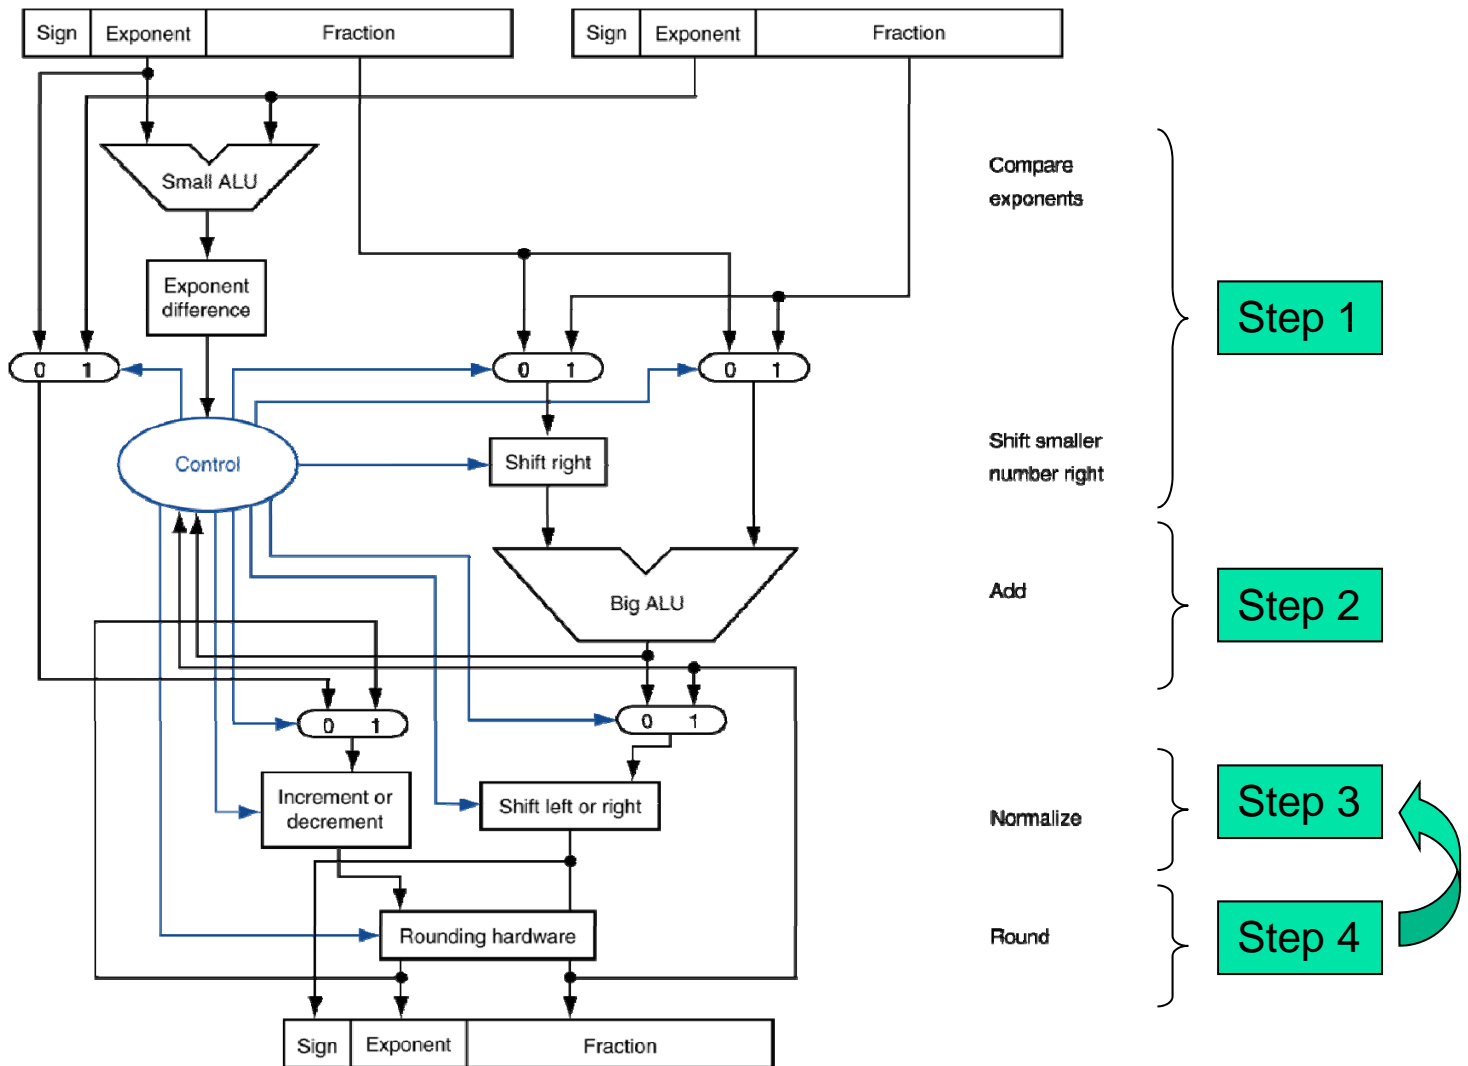 Sign Exponent Fraction Sign Exponent Fraction
Compare
exponents
Small ALU
Exponent
difference
Step 1
0 1 0 1 0 1
Shift smaller
number right
Control
Shift right
Add
Big ALU
Step 2
0 1 0 1
Increment or
decrement
Shift left or right
Normalize
Step 3
Rounding hardware
Round
Step 4
Sign Exponent Fraction